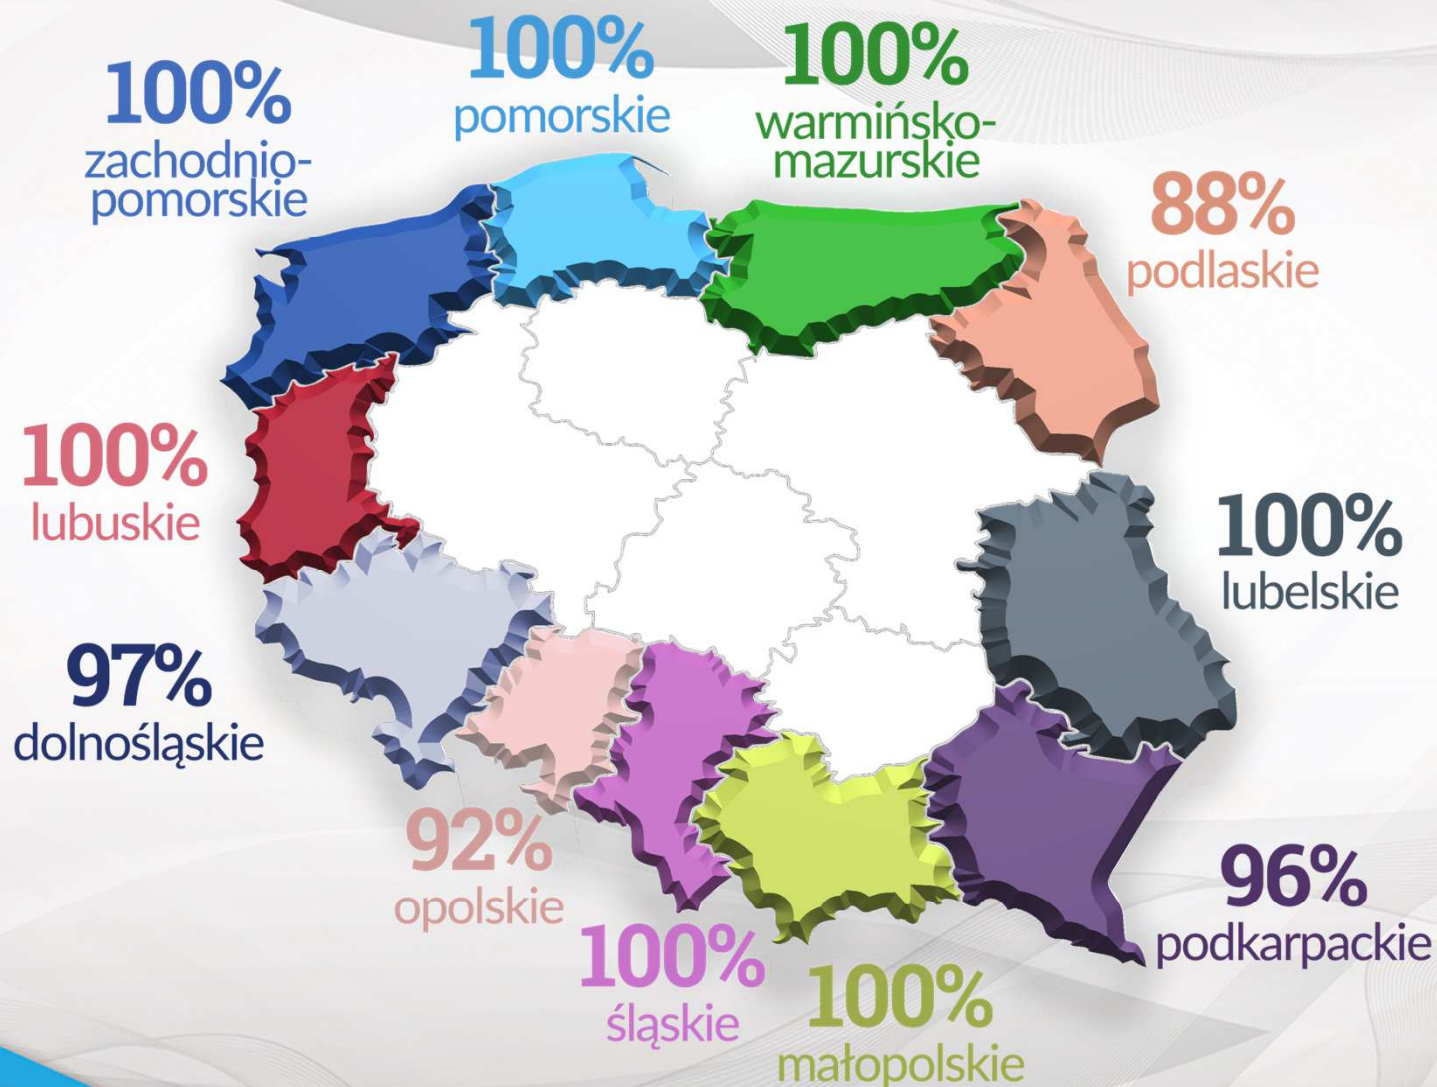 100%
pomorskie
100%
warmińsko-
mazurskie
100%
zachodnio-
pomorskie
88%
podlaskie
100%
lubuskie
100%
lubelskie
97%
dolnośląskie
92%
opolskie
96%
podkarpackie
100%
śląskie
100%
małopolskie